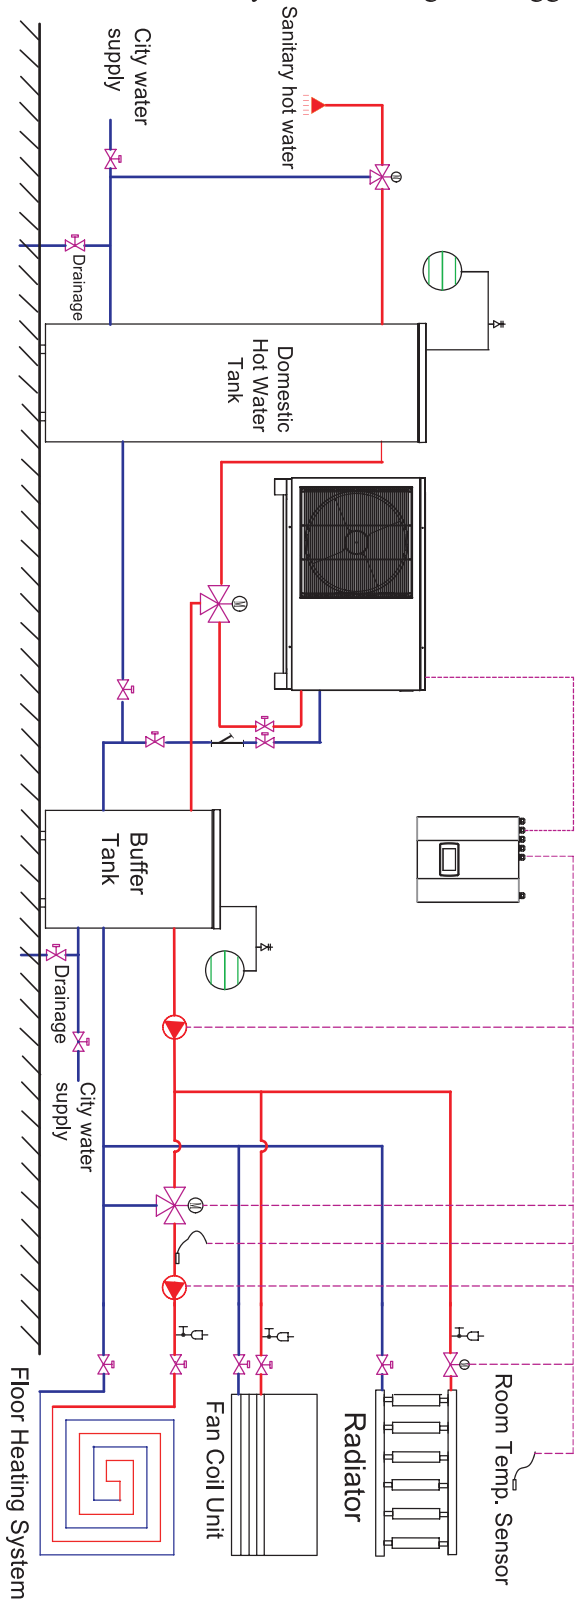 City water
supply
Sanitary hot water
Drainage
Domestic
Hot Water
Tank
M
M
Buffer
Tank
Drainage
City water
supply
M
M
Floor Heating System
Fan Coil Unit
Radiator
Room Temp. Sensor